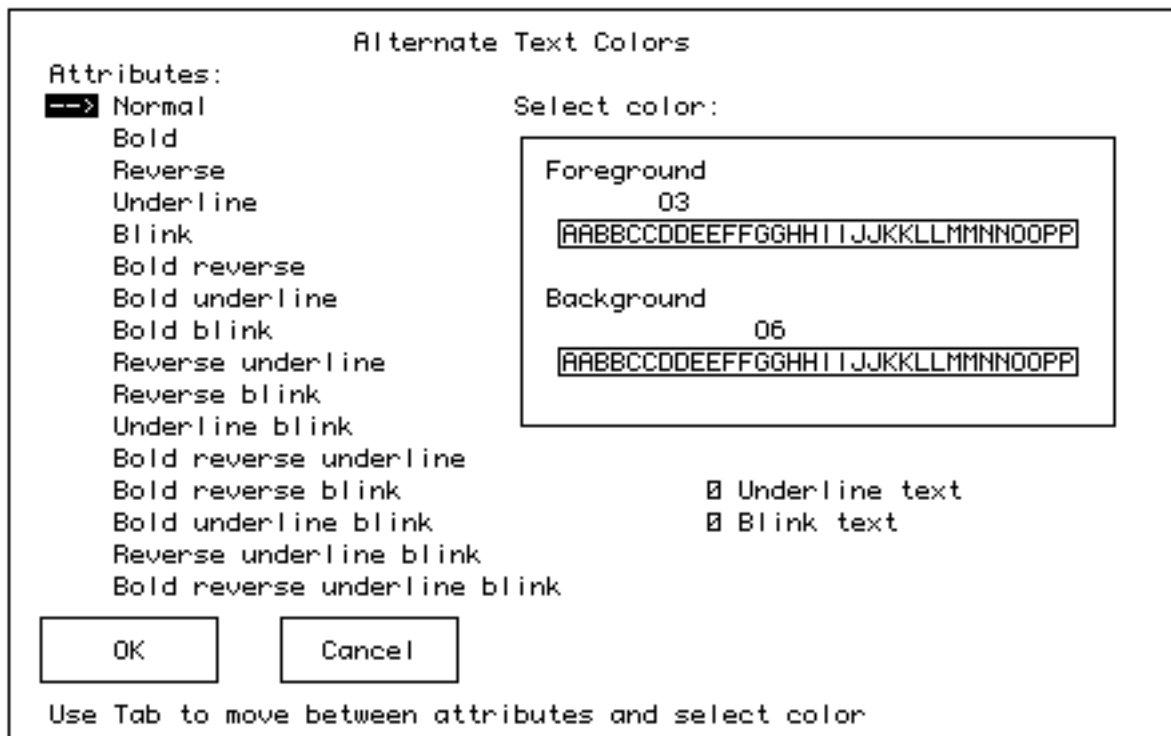 Alternate Text Colors
Attributes:
--> Normal
Bold
Reverse
Underline
Blink
Bold reverse
Bold underline
Bold blink
Reverse underline
Reverse blink
Underline blink
Bold reverse underline
Bold reverse blink
Bold underline blink
Reverse underline blink
Bold reverse underline blink
Select color:
Foreground
03
AABBCCDDEEFFGGHHIIJJKKLLMMNNOOPP
Background
06
AABBCCDDEEFFGGHHIIJJKKLLMMNNOOPP
Underline text
Blink text
OK
Cancel
Use Tab to move between attributes and select color